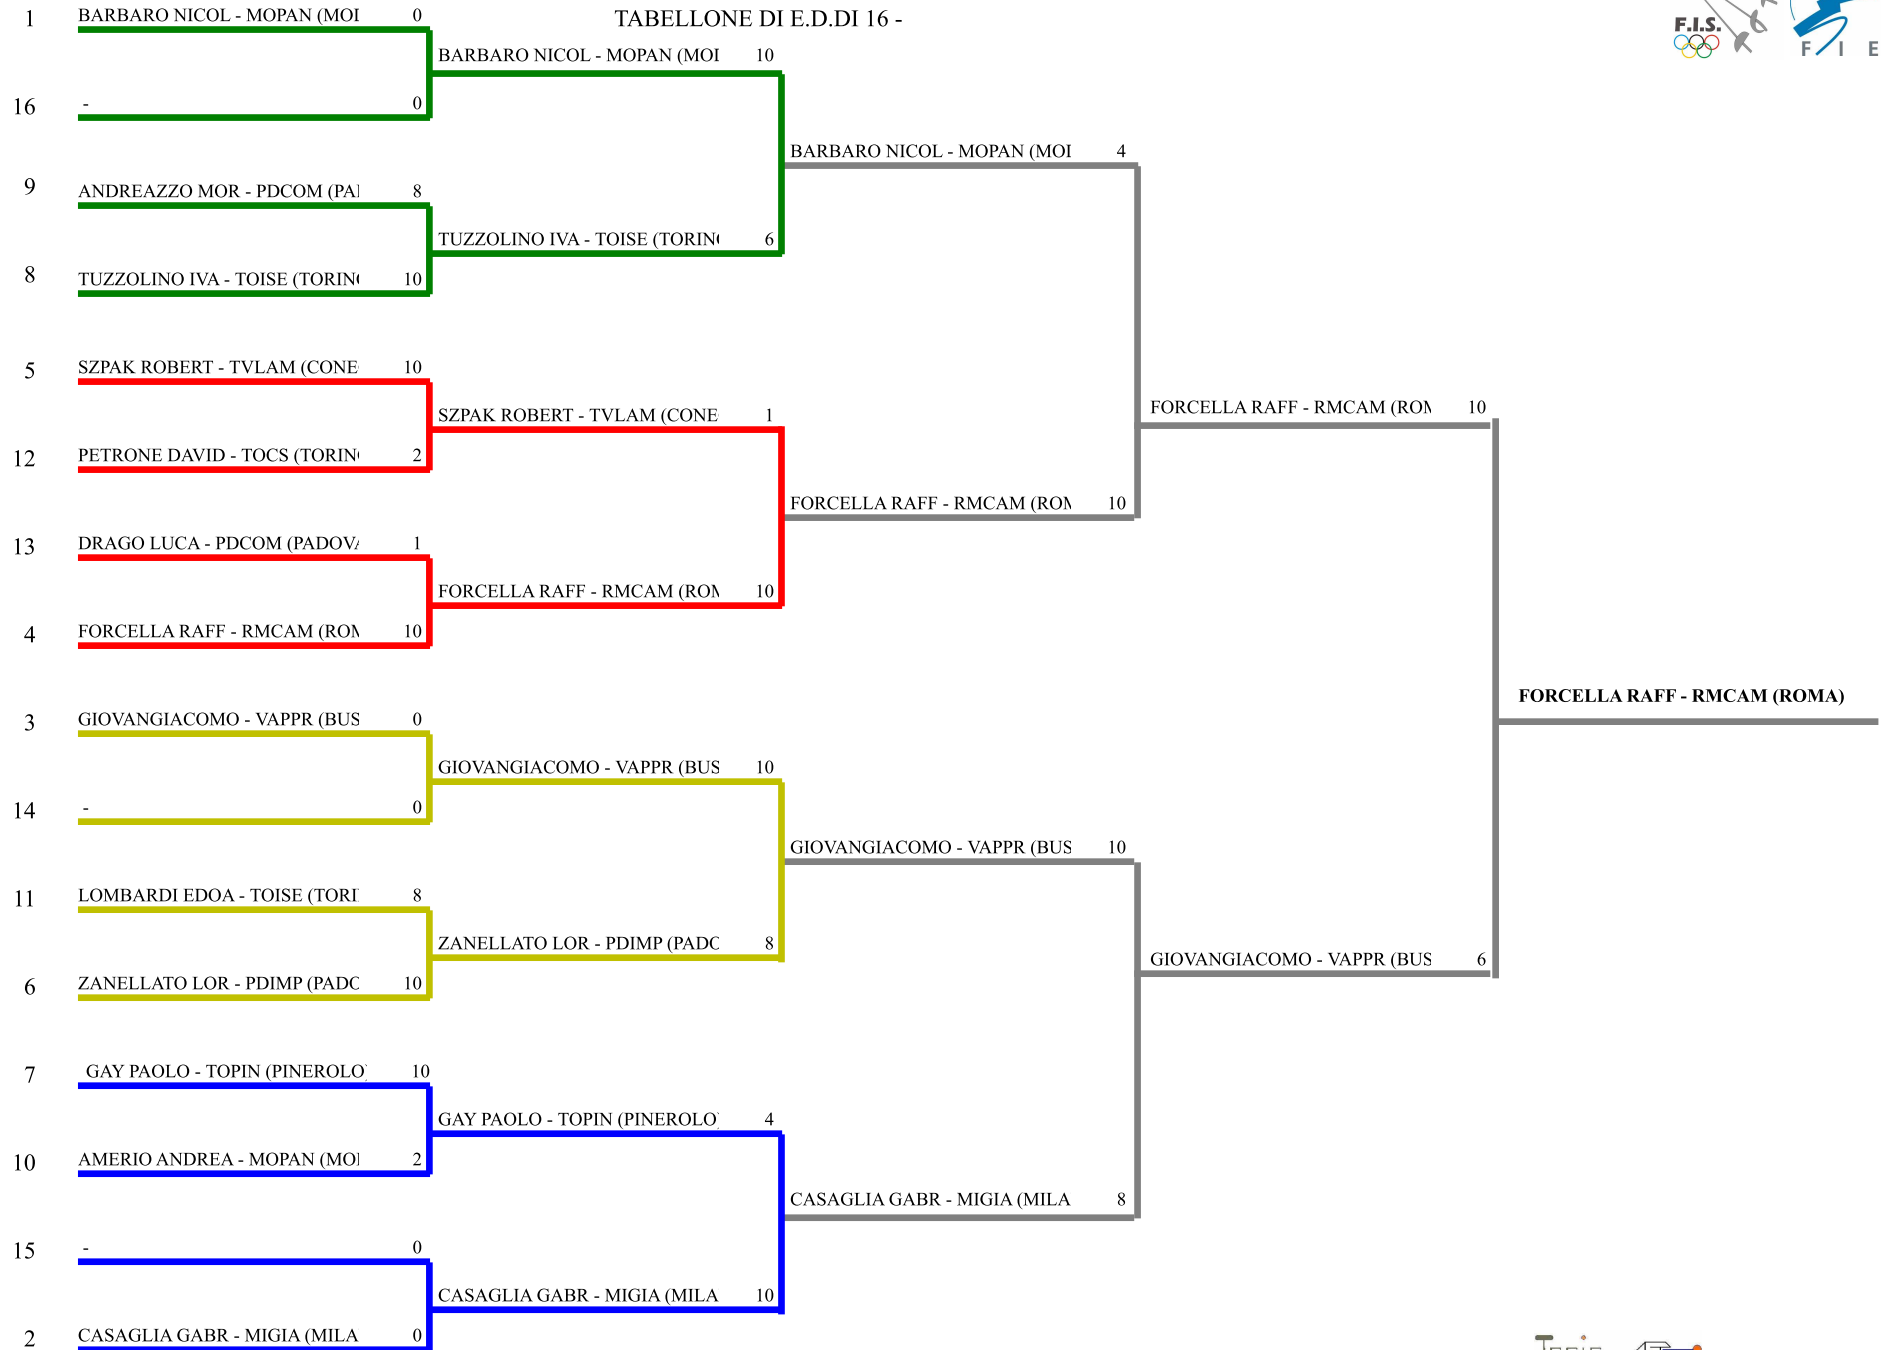 TABELLONE DI E.D.DI 16 -
F.I.S.
F I E
1 BARBARO NICOL - MOPAN (MOI 0
BARBARO NICOL - MOPAN (MOI 10
16 - 0
BARBARO NICOL - MOPAN (MOI 4
9 ANDREAZZO MOR - PDCOM (PAI 8
TUZZOLINO IVA - TOISE (TORIN( 6
8 TUZZOLINO IVA - TOISE (TORIN( 10
5 SZPAK ROBERT - TVLAM (CONE 10
FORCELLA RAFF - RMCAM (ROM 10
SZPAK ROBERT - TVLAM (CONE 1
12 PETRONE DAVID - TOCS (TORIN( 2
FORCELLA RAFF - RMCAM (ROM 10
13 DRAGO LUCA - PDCOM (PADOVA 1
FORCELLA RAFF - RMCAM (ROM 10
4 FORCELLA RAFF - RMCAM (ROM 10
FORCELLA RAFF - RMCAM (ROMA)
3 GIOVANGIACOMO - VAPPR (BUS 0
GIOVANGIACOMO - VAPPR (BUS 10
14 - 0
GIOVANGIACOMO - VAPPR (BUS 10
11 LOMBARDI EDOA - TOISE (TORI 8
ZANELLATO LOR - PDIMP (PADO 8
GIOVANGIACOMO - VAPPR (BUS 6
6 ZANELLATO LOR - PDIMP (PADO 10
7 GAY PAOLO - TOPIN (PINEROLO) 10
GAY PAOLO - TOPIN (PINEROLO) 4
10 AMERIO ANDREA - MOPAN (MOI 2
CASAGLIA GABR - MIGIA (MILA 8
15 - 0
CASAGLIA GABR - MIGIA (MILA 10
2 CASAGLIA GABR - MIGIA (MILA 0